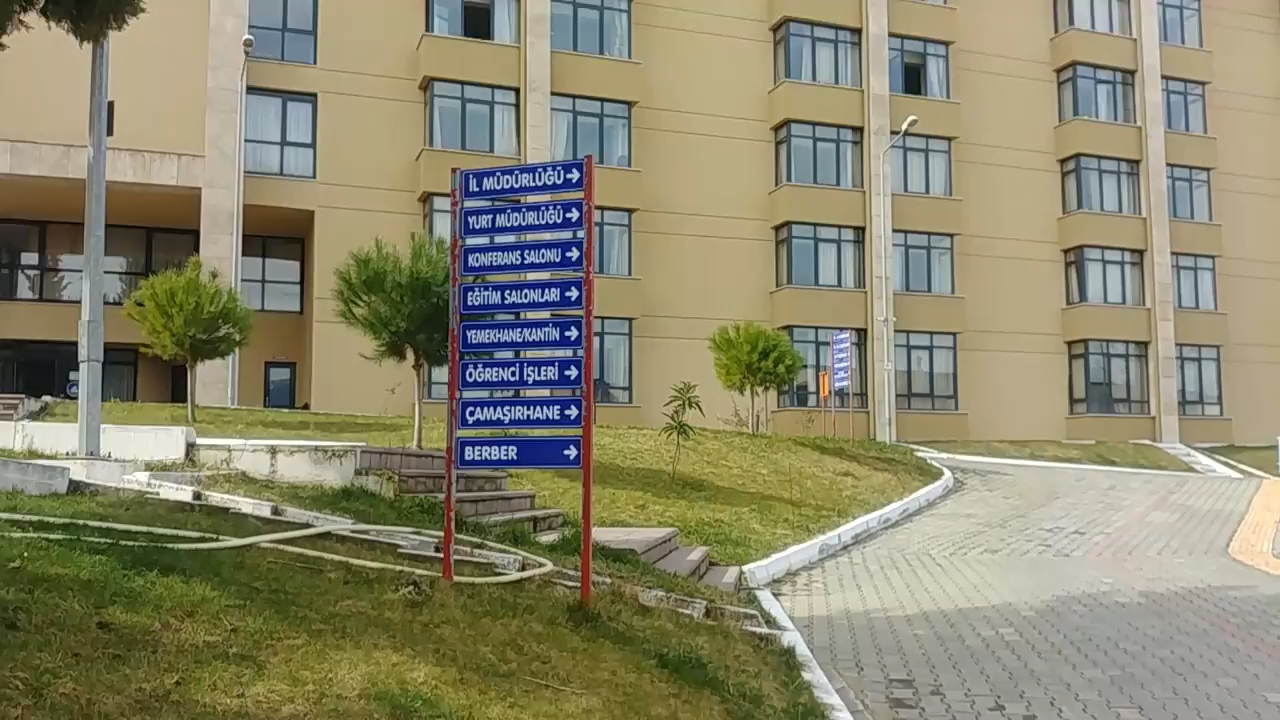 İL MÜDÜRLÜĞÜ →
YURT MÜDÜRLÜĞÜ →
KONFERANS SALONU →
EĞİTİM SALONLARI →
YEMEKHANE/KANTİN →
ÖĞRENCİ İŞLERİ →
ÇAMAŞIRHANE →
BERBER →